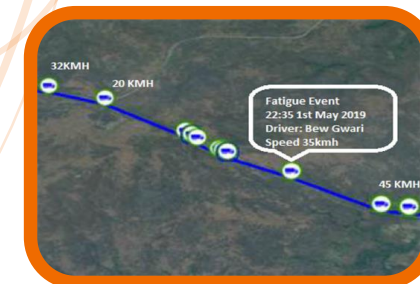 32KMH
20 KMH
Fatigue Event
22:35 1st May 2019
Driver: Bew Gwari
Speed 35kmh
45 KMH